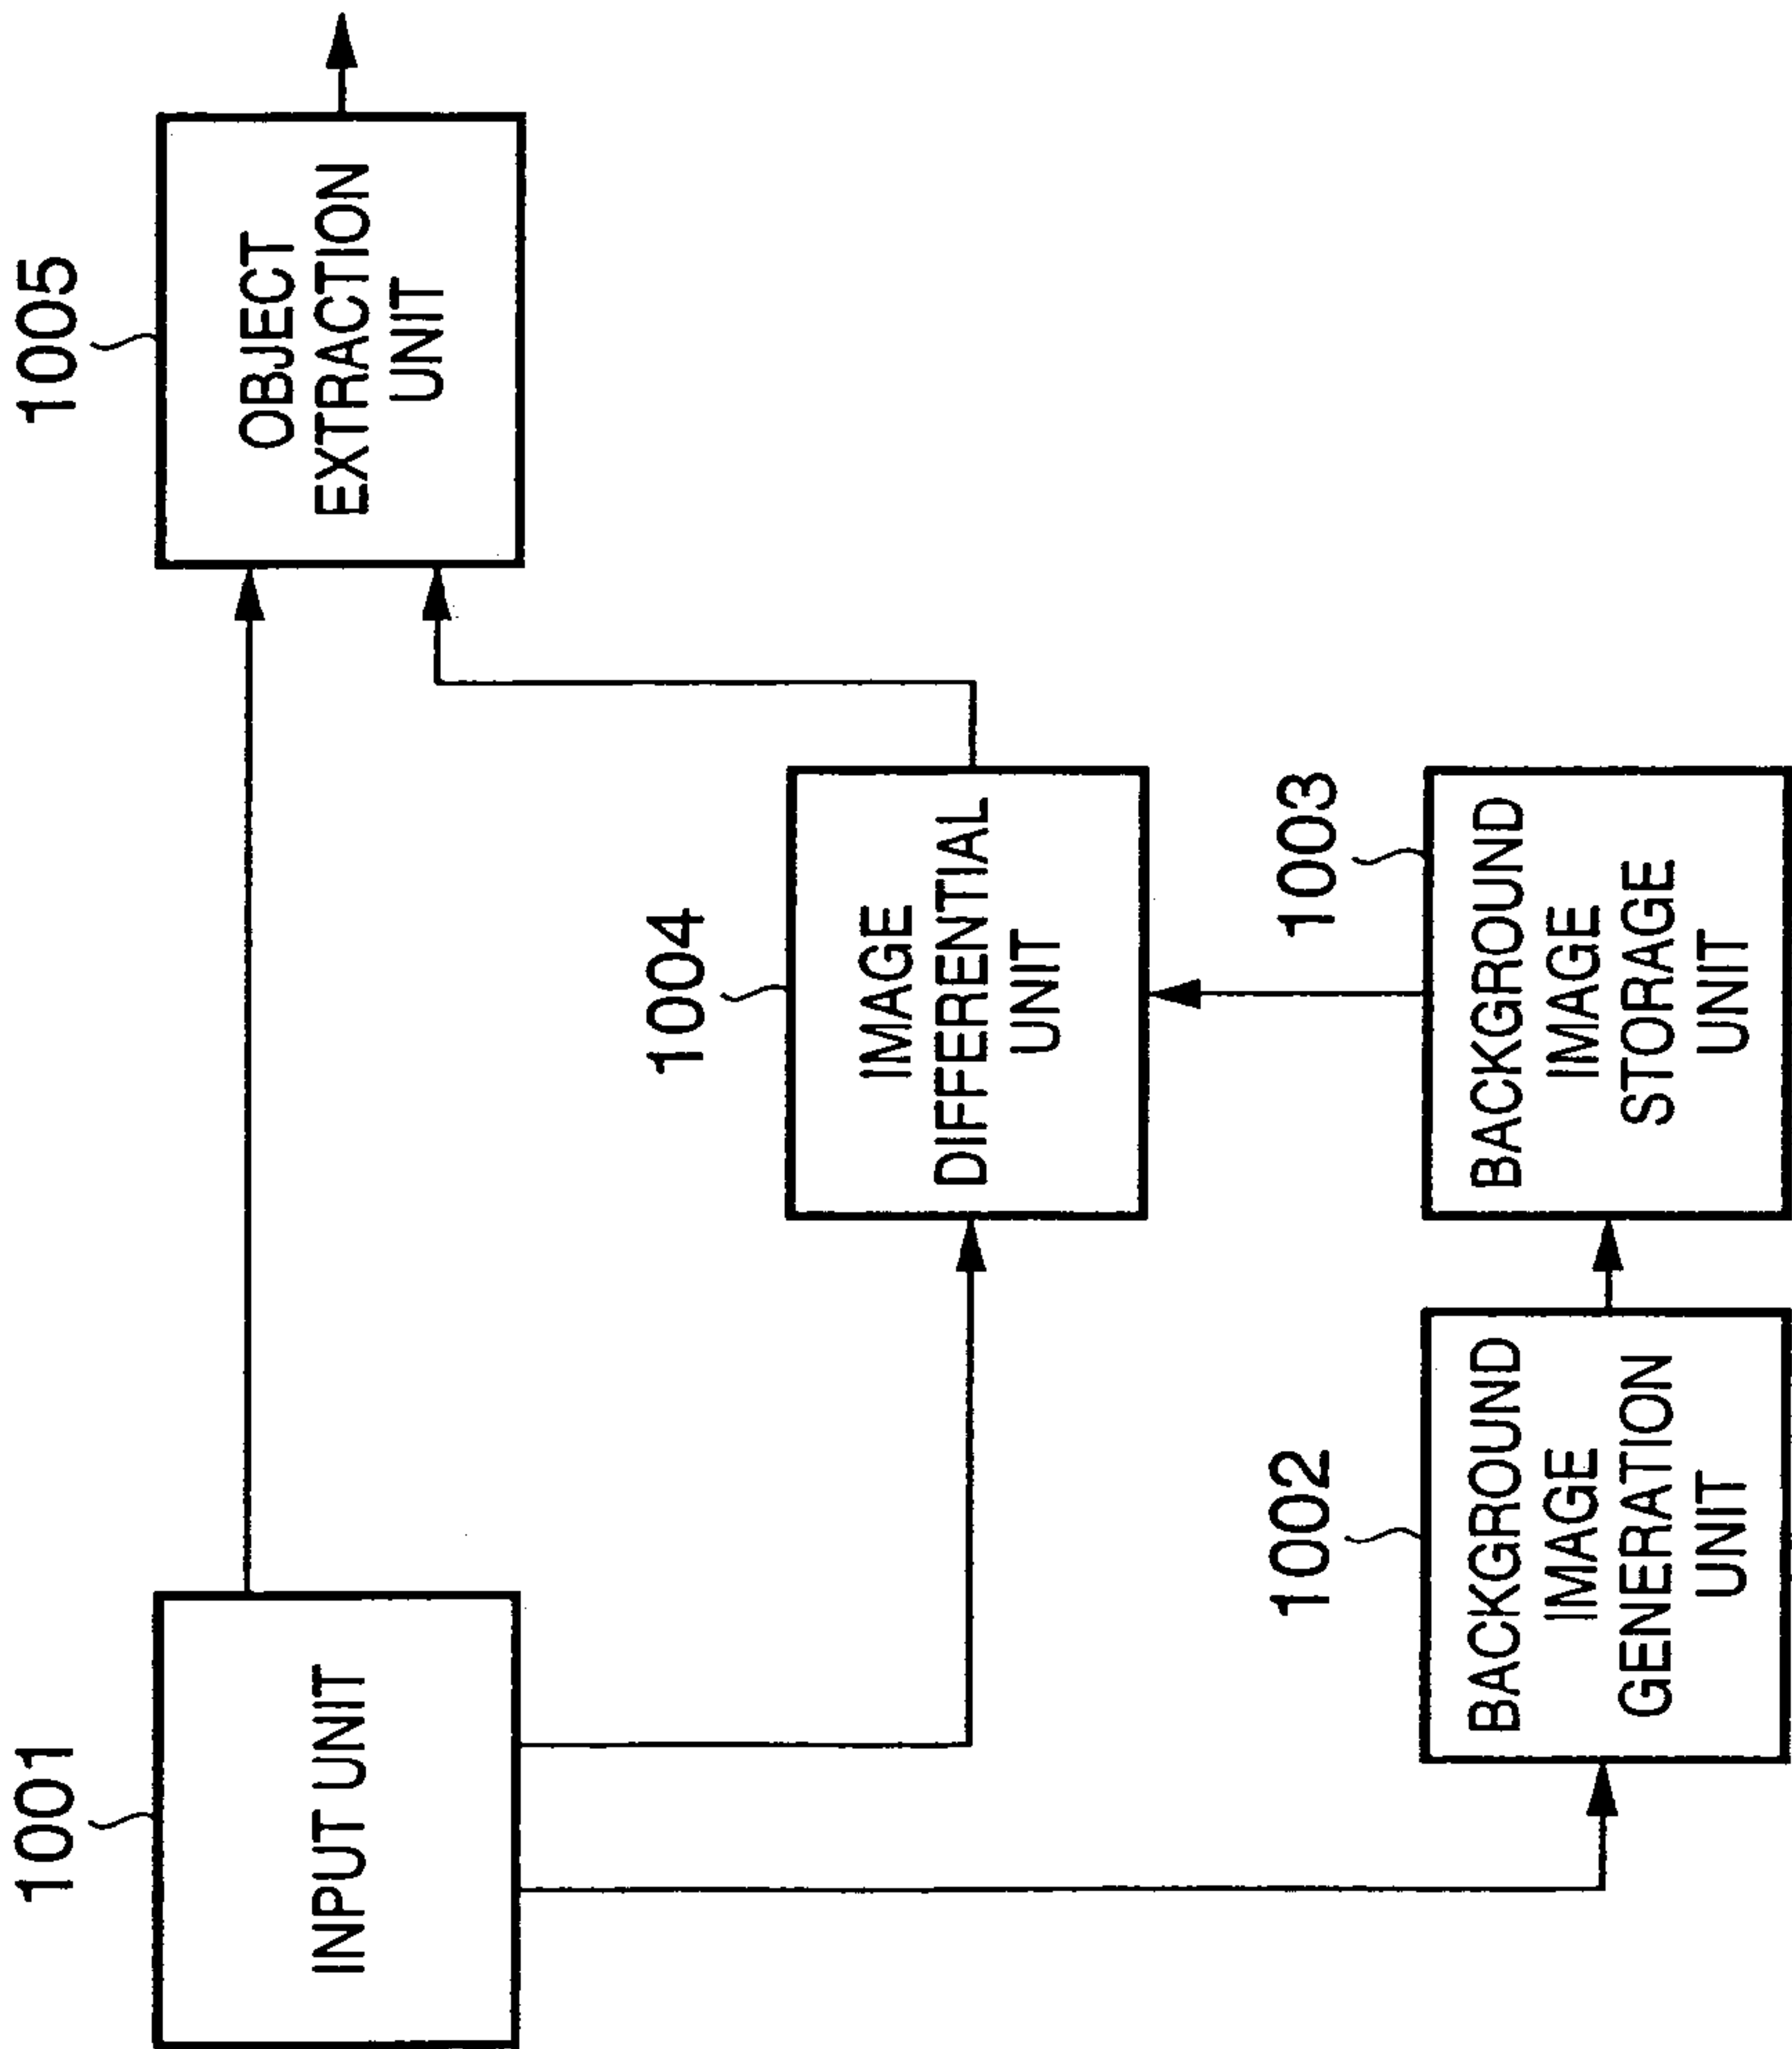 1001
INPUT UNIT
1005
OBJECT
EXTRACTION
UNIT
1004
IMAGE
DIFFERENTIAL
UNIT
1002
BACKGROUND
IMAGE
GENERATION
UNIT
1003
BACKGROUND
IMAGE
STORAGE
UNIT